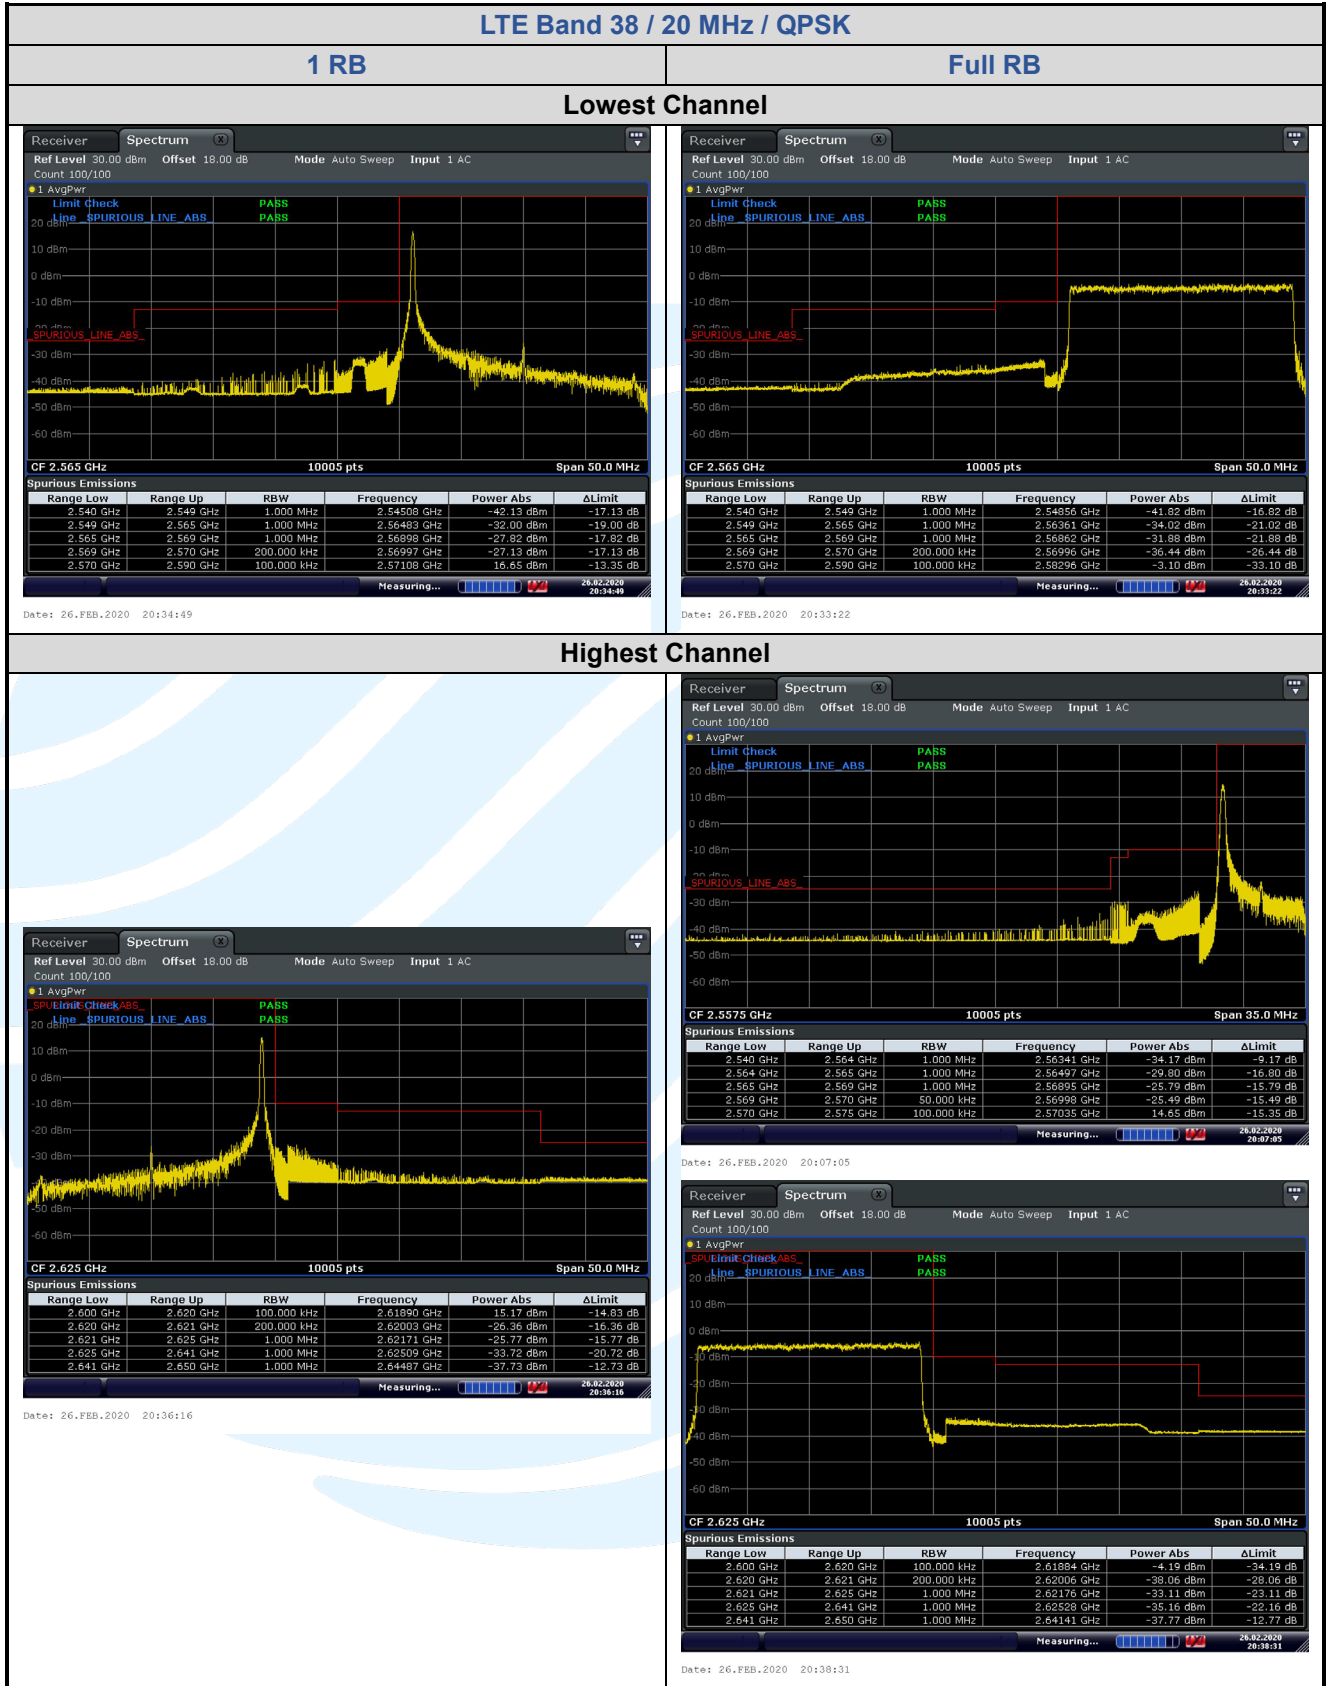 LTE Band 38 / 20 MHz / QPSK
1 RB
Full RB
Lowest Channel
Receiver Spectrum
Ref Level 30.00 dBm Offset 18.00 dB Mode Auto Sweep Input 1 AC
Count 100/100
1 AvgPwr
Limit Check PASS
Line _SPURIOUS_LINE_ABS_ PASS
20 dBm
10 dBm
0 dBm
-10 dBm
-20 dBm
_SPURIOUS_LINE_ABS_
-30 dBm
-40 dBm
-50 dBm
-60 dBm
CF 2.565 GHz 10005 pts Span 50.0 MHz
Spurious Emissions
Range Low Range Up RBW Frequency Power Abs ΔLimit
2.540 GHz 2.549 GHz 1.000 MHz 2.54508 GHz -42.13 dBm -17.13 dB
2.549 GHz 2.565 GHz 1.000 MHz 2.56483 GHz -32.00 dBm -19.00 dB
2.565 GHz 2.569 GHz 1.000 MHz 2.56898 GHz -27.82 dBm -17.82 dB
2.569 GHz 2.570 GHz 200.000 kHz 2.56997 GHz -27.13 dBm -17.13 dB
2.570 GHz 2.590 GHz 100.000 kHz 2.57108 GHz 16.65 dBm -13.35 dB
Measuring... 26.02.2020
20:34:49
Date: 26.FEB.2020 20:34:49
Receiver Spectrum
Ref Level 30.00 dBm Offset 18.00 dB Mode Auto Sweep Input 1 AC
Count 100/100
1 AvgPwr
Limit Check PASS
Line _SPURIOUS_LINE_ABS_ PASS
20 dBm
10 dBm
0 dBm
-10 dBm
-20 dBm
_SPURIOUS_LINE_ABS_
-30 dBm
-40 dBm
-50 dBm
-60 dBm
CF 2.565 GHz 10005 pts Span 50.0 MHz
Spurious Emissions
Range Low Range Up RBW Frequency Power Abs ΔLimit
2.540 GHz 2.549 GHz 1.000 MHz 2.54856 GHz -41.82 dBm -16.82 dB
2.549 GHz 2.565 GHz 1.000 MHz 2.56361 GHz -34.02 dBm -21.02 dB
2.565 GHz 2.569 GHz 1.000 MHz 2.56862 GHz -31.88 dBm -21.88 dB
2.569 GHz 2.570 GHz 200.000 kHz 2.56996 GHz -36.44 dBm -26.44 dB
2.570 GHz 2.590 GHz 100.000 kHz 2.58296 GHz -3.10 dBm -33.10 dB
Measuring... 26.02.2020
20:33:22
Date: 26.FEB.2020 20:33:22
Highest Channel
Receiver Spectrum
Ref Level 30.00 dBm Offset 18.00 dB Mode Auto Sweep Input 1 AC
Count 100/100
1 AvgPwr
_SPURIOUS_LINE_ABS_
Limit Check PASS
Line _SPURIOUS_LINE_ABS_ PASS
20 dBm
10 dBm
0 dBm
-10 dBm
-20 dBm
-30 dBm
-40 dBm
-50 dBm
-60 dBm
CF 2.625 GHz 10005 pts Span 50.0 MHz
Spurious Emissions
Range Low Range Up RBW Frequency Power Abs ΔLimit
2.600 GHz 2.620 GHz 100.000 kHz 2.61890 GHz 15.17 dBm -14.83 dB
2.620 GHz 2.621 GHz 200.000 kHz 2.62003 GHz -26.36 dBm -16.36 dB
2.621 GHz 2.625 GHz 1.000 MHz 2.62171 GHz -25.77 dBm -15.77 dB
2.625 GHz 2.641 GHz 1.000 MHz 2.62509 GHz -33.72 dBm -20.72 dB
2.641 GHz 2.650 GHz 1.000 MHz 2.64487 GHz -37.73 dBm -12.73 dB
Measuring... 26.02.2020
20:36:16
Date: 26.FEB.2020 20:36:16
Receiver Spectrum
Ref Level 30.00 dBm Offset 18.00 dB Mode Auto Sweep Input 1 AC
Count 100/100
1 AvgPwr
Limit Check PASS
Line _SPURIOUS_LINE_ABS_ PASS
20 dBm
10 dBm
0 dBm
-10 dBm
-20 dBm
_SPURIOUS_LINE_ABS_
-30 dBm
-40 dBm
-50 dBm
-60 dBm
CF 2.5575 GHz 10005 pts Span 35.0 MHz
Spurious Emissions
Range Low Range Up RBW Frequency Power Abs ΔLimit
2.540 GHz 2.564 GHz 1.000 MHz 2.56341 GHz -34.17 dBm -9.17 dB
2.564 GHz 2.565 GHz 1.000 MHz 2.56497 GHz -29.80 dBm -16.80 dB
2.565 GHz 2.569 GHz 1.000 MHz 2.56895 GHz -25.79 dBm -15.79 dB
2.569 GHz 2.570 GHz 50.000 kHz 2.56998 GHz -25.49 dBm -15.49 dB
2.570 GHz 2.575 GHz 100.000 kHz 2.57035 GHz 14.65 dBm -15.35 dB
Measuring... 26.02.2020
20:07:05
Date: 26.FEB.2020 20:07:05
Receiver Spectrum
Ref Level 30.00 dBm Offset 18.00 dB Mode Auto Sweep Input 1 AC
Count 100/100
1 AvgPwr
_SPURIOUS_LINE_ABS_
Limit Check PASS
Line _SPURIOUS_LINE_ABS_ PASS
20 dBm
10 dBm
0 dBm
-10 dBm
-20 dBm
-30 dBm
-40 dBm
-50 dBm
-60 dBm
CF 2.625 GHz 10005 pts Span 50.0 MHz
Spurious Emissions
Range Low Range Up RBW Frequency Power Abs ΔLimit
2.600 GHz 2.620 GHz 100.000 kHz 2.61884 GHz -4.19 dBm -34.19 dB
2.620 GHz 2.621 GHz 200.000 kHz 2.62006 GHz -38.06 dBm -28.06 dB
2.621 GHz 2.625 GHz 1.000 MHz 2.62176 GHz -33.11 dBm -23.11 dB
2.625 GHz 2.641 GHz 1.000 MHz 2.62528 GHz -35.16 dBm -22.16 dB
2.641 GHz 2.650 GHz 1.000 MHz 2.64141 GHz -37.77 dBm -12.77 dB
Measuring... 26.02.2020
20:38:31
Date: 26.FEB.2020 20:38:31